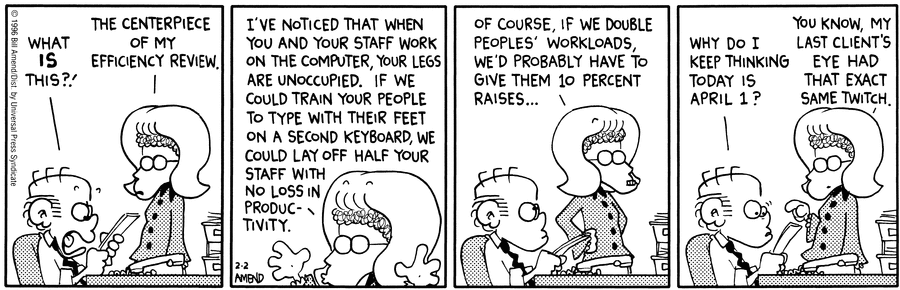 © 1996 Bill Amend/Dist. by Universal Press Syndicate
WHAT
IS
THIS?!
THE CENTERPIECE
OF MY
EFFICIENCY REVIEW.
I'VE NOTICED THAT WHEN
YOU AND YOUR STAFF WORK
ON THE COMPUTER, YOUR LEGS
ARE UNOCCUPIED. IF WE
COULD TRAIN YOUR PEOPLE
TO TYPE WITH THEIR FEET
ON A SECOND KEYBOARD, WE
COULD LAY OFF HALF YOUR
STAFF WITH
NO LOSS IN
PRODUC-
TIVITY.
2-2
AMEND
OF COURSE, IF WE DOUBLE
PEOPLES' WORKLOADS,
WE'D PROBABLY HAVE TO
GIVE THEM 10 PERCENT
RAISES...
WHY DO I
KEEP THINKING
TODAY IS
APRIL 1?
YOU KNOW, MY
LAST CLIENT'S
EYE HAD
THAT EXACT
SAME TWITCH.